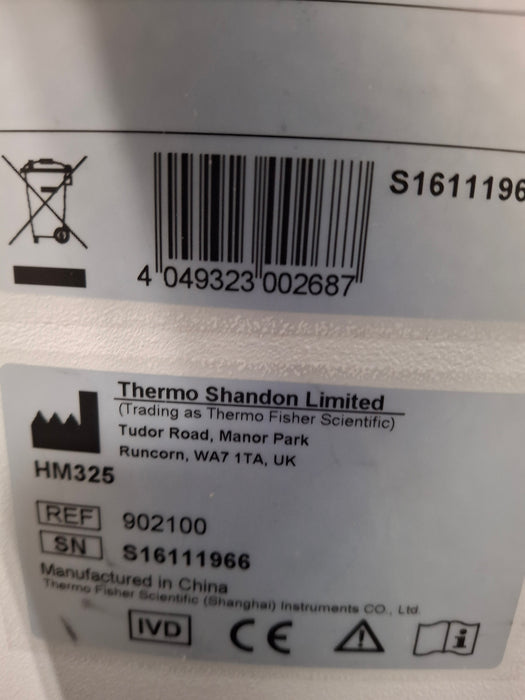 S1611196
4 049323 002687
Thermo Shandon Limited
(Trading as Thermo Fisher Scientific)
Tudor Road, Manor Park
Runcorn, WA7 1TA, UK
HM325
REF 902100
SN S16111966
Manufactured in China
Thermo Fisher Scientific (Shanghai) Instruments CO., Ltd.
IVD CE i